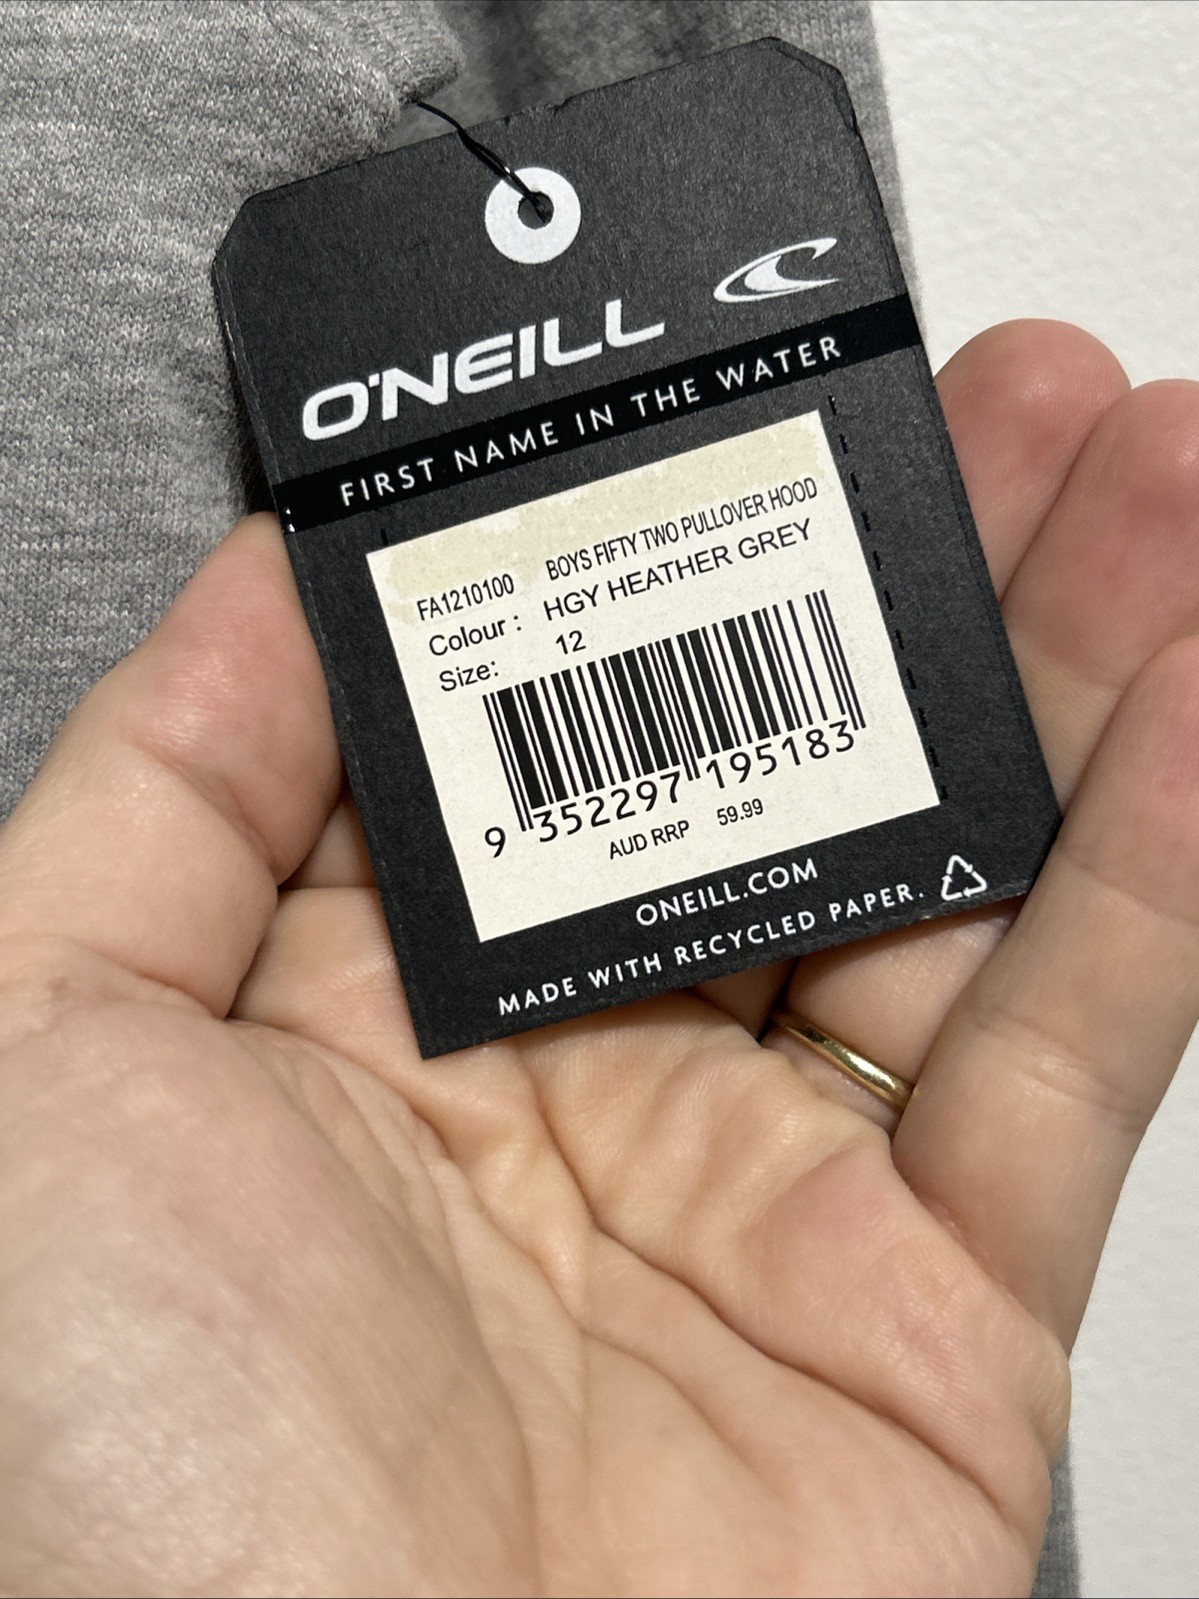 O'NEILL
FIRST NAME IN THE WATER
FA1210100 BOYS FIFTY TWO PULLOVER HOOD
Colour : HGY HEATHER GREY
Size: 12
9 352297 195183
AUD RRP 59.99
ONEILL.COM
MADE WITH RECYCLED PAPER.